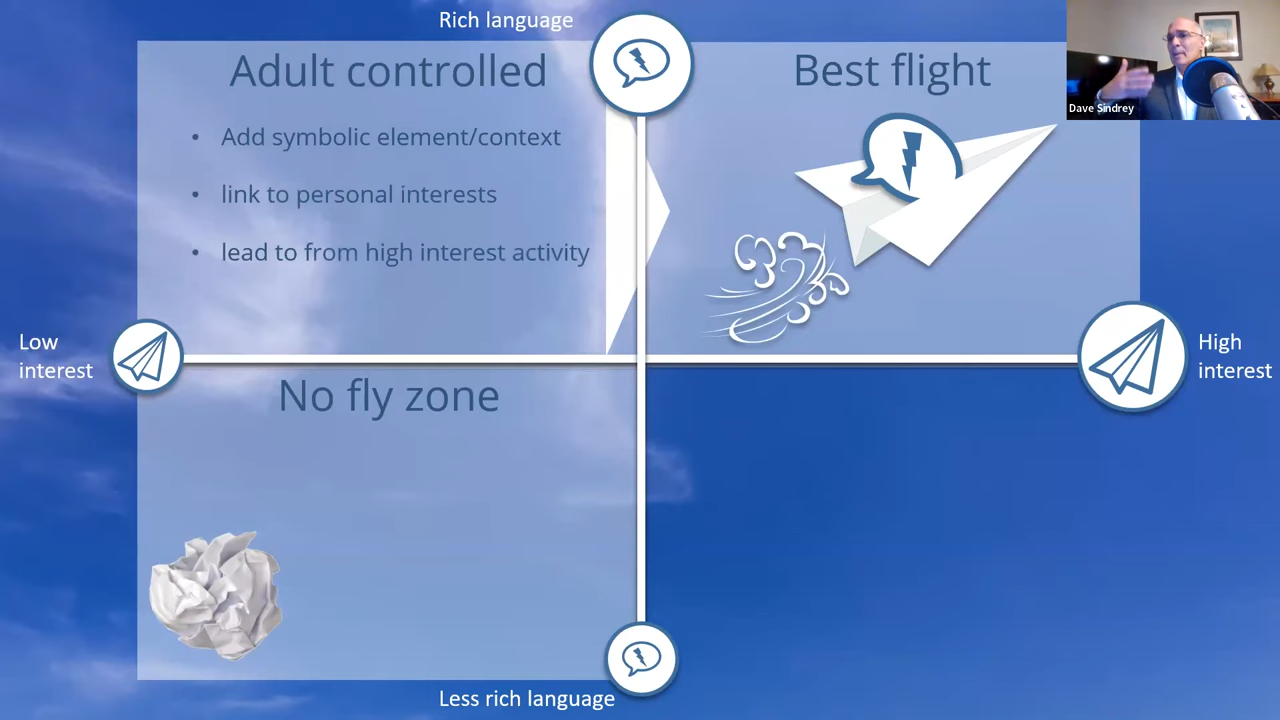 Rich language
Adult controlled
Best flight
Dave Sindrey
• Add symbolic element/context
• link to personal interests
• lead to from high interest activity
Low
interest
High
interest
No fly zone
Less rich language